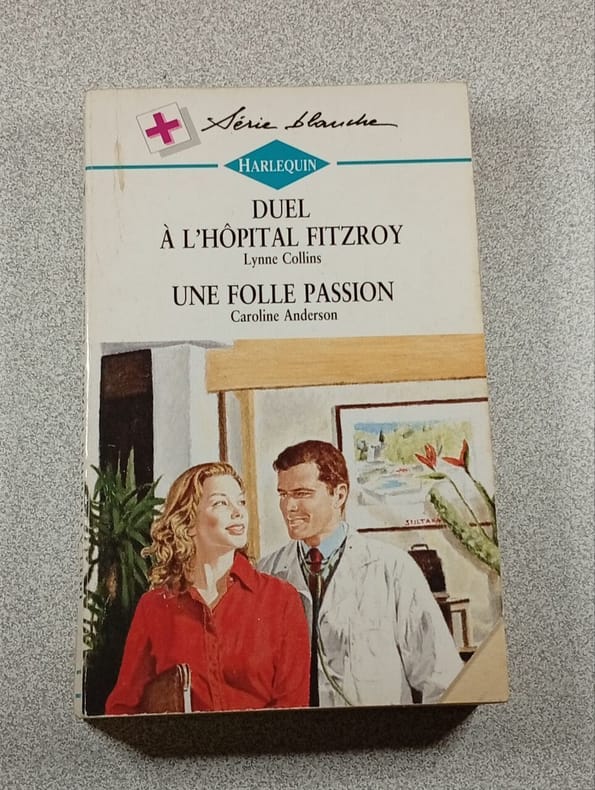 Série blanche
HARLEQUIN
DUEL
À L'HÔPITAL FITZROY
Lynne Collins
UNE FOLLE PASSION
Caroline Anderson